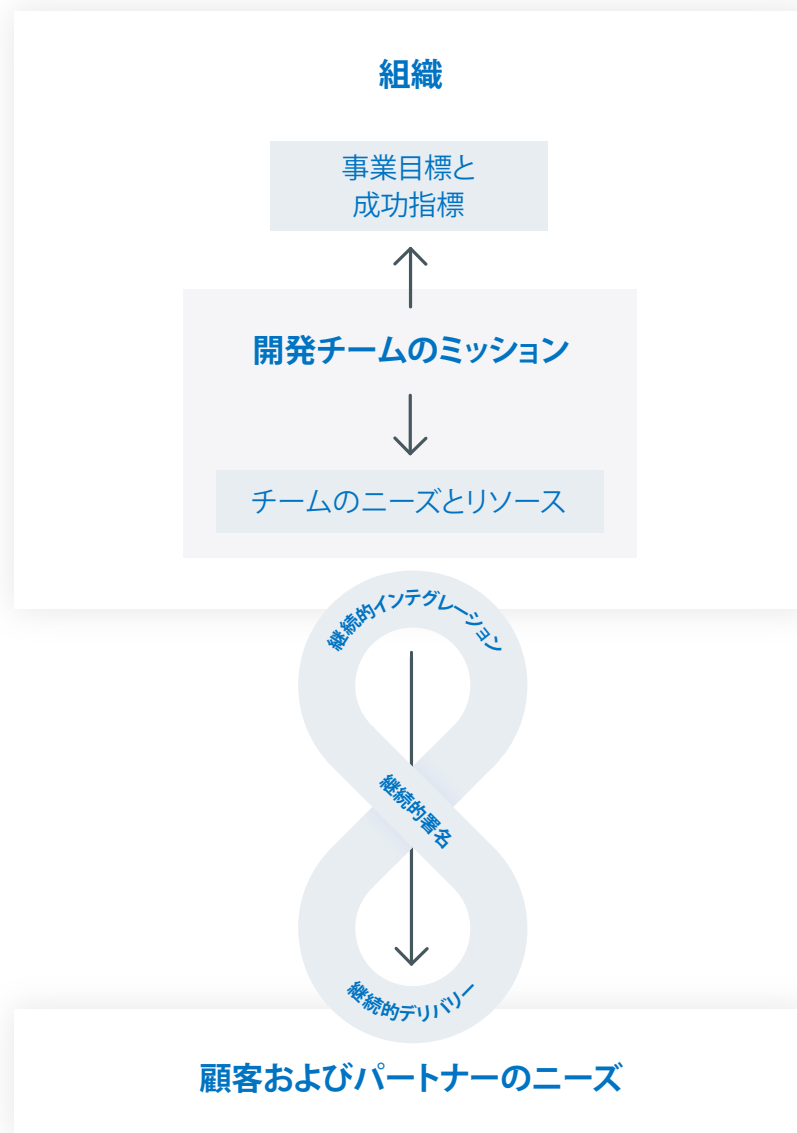 組織
事業目標と
成功指標
開発チームのミッション
チームのニーズとリソース
継続的インテグレーション
継続的署名
継続的デリバリー
顧客およびパートナーのニーズ